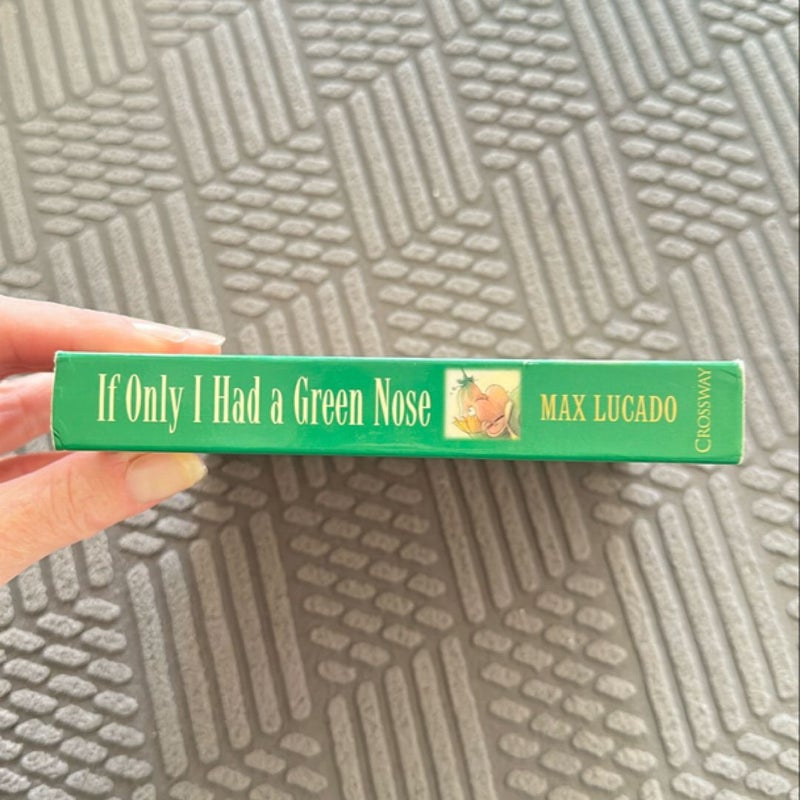 If Only I Had a Green Nose
MAX LUCADO
CROSSWAY